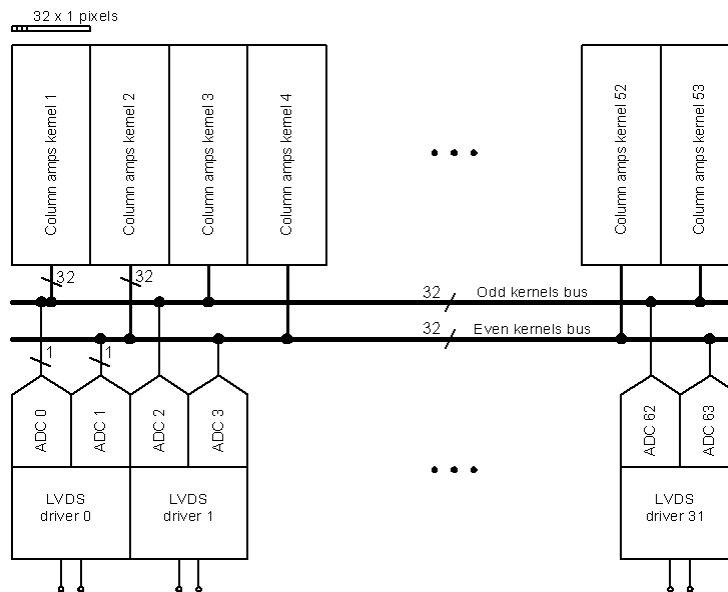 32 x 1 pixels
Column amps kernel 1
Column amps kernel 2
Column amps kernel 3
Column amps kernel 4
Column amps kernel 52
Column amps kernel 53
32
32
32
Odd kernels bus
32
Even kernels bus
1
1
ADC 0
ADC 1
ADC 2
ADC 3
ADC 62
ADC 63
LVDS
driver 0
LVDS
driver 1
LVDS
driver 31